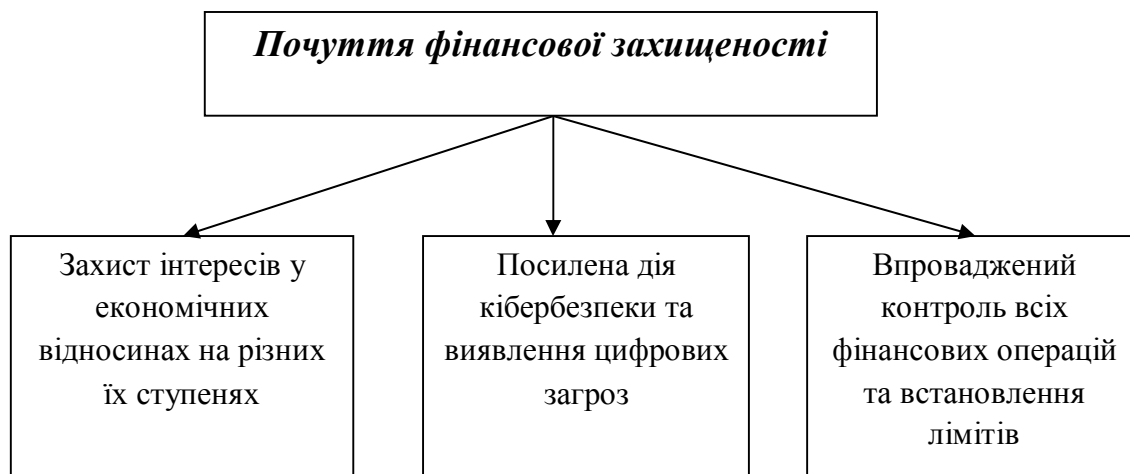 Почуття фінансової захищеності
Захист інтересів у
економічних
відносинах на різних
їх ступенях
Посилена дія
кібербезпеки та
виявлення цифрових
загроз
Впроваджений
контроль всіх
фінансових операцій
та встановлення
лімітів